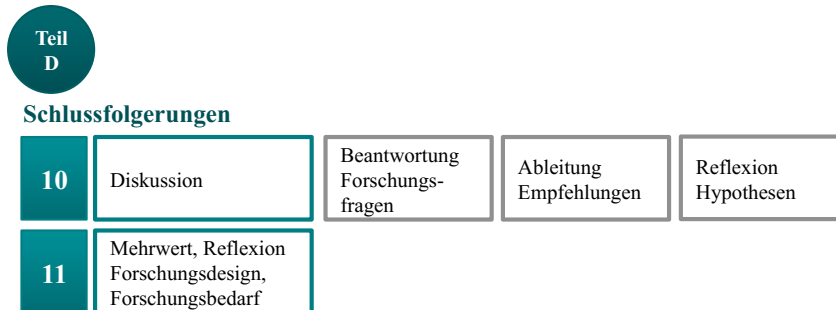 Teil
D
Schlussfolgerungen
10
Diskussion
Beantwortung
Forschungs-
fragen
Ableitung
Empfehlungen
Reflexion
Hypothesen
11
Mehrwert, Reflexion
Forschungsdesign,
Forschungsbedarf